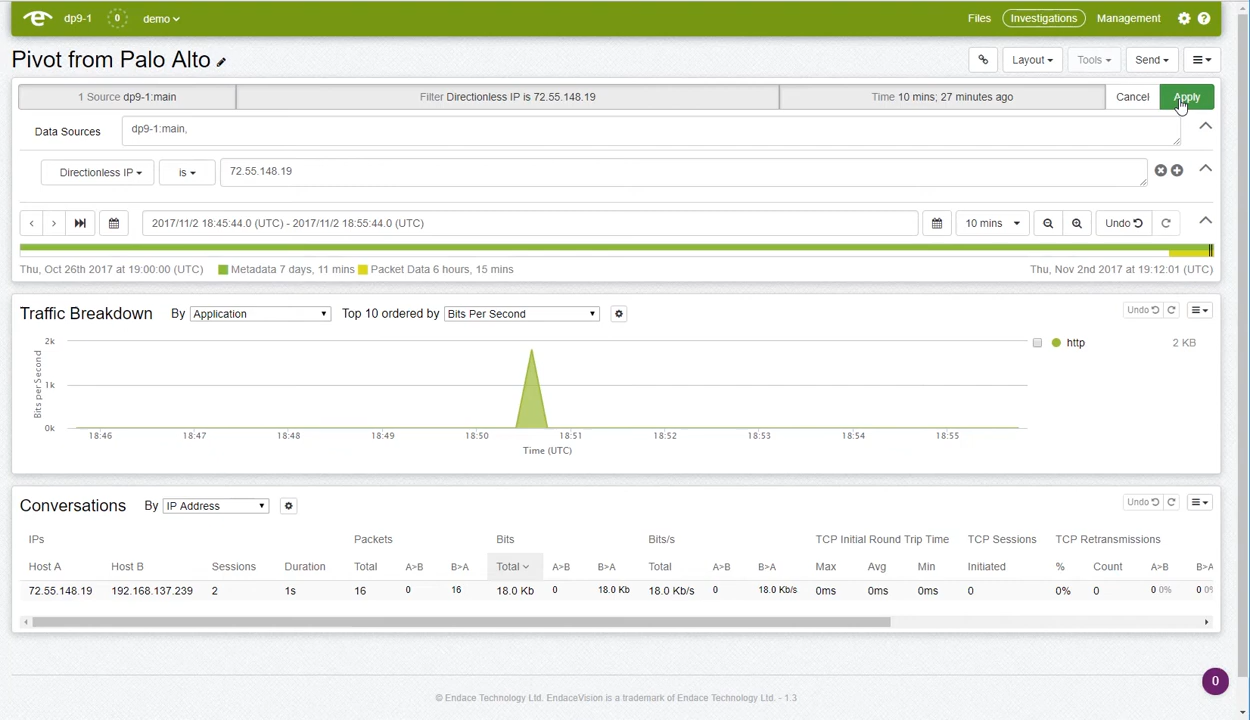 dp9-1 0 demo Files Investigations Management
Pivot from Palo Alto Layout Tools Send
1 Source dp9-1:main Filter Directionless IP is 72.55.148.19 Time 10 mins; 27 minutes ago Cancel Apply
Data Sources dp9-1:main,
Directionless IP is 72.55.148.19
2017/11/2 18:45:44.0 (UTC) - 2017/11/2 18:55:44.0 (UTC) 10 mins Undo
Thu, Oct 26th 2017 at 19:00:00 (UTC) Metadata 7 days, 11 mins Packet Data 6 hours, 15 mins Thu, Nov 2nd 2017 at 19:12:01 (UTC)
Traffic Breakdown By Application Top 10 ordered by Bits Per Second Undo
2k
http 2 KB
1k
Bits per Second
0k
18:46 18:47 18:48 18:49 18:50 18:51 18:52 18:53 18:54 18:55
Time (UTC)
Conversations By IP Address Undo
IPs Packets Bits Bits/s TCP Initial Round Trip Time TCP Sessions TCP Retransmissions
Host A Host B Sessions Duration Total A>B B>A Total A>B B>A Total A>B B>A Max Avg Min Initiated % Count A>B B>A
72.55.148.19 192.168.137.239 2 1s 16 0 16 18.0 Kb 0 18.0 Kb 18.0 Kb/s 0 18.0 Kb/s 0ms 0ms 0ms 0 0% 0 0 0% 0 0%
© Endace Technology Ltd. EndaceVision is a trademark of Endace Technology Ltd. - 1.3
0